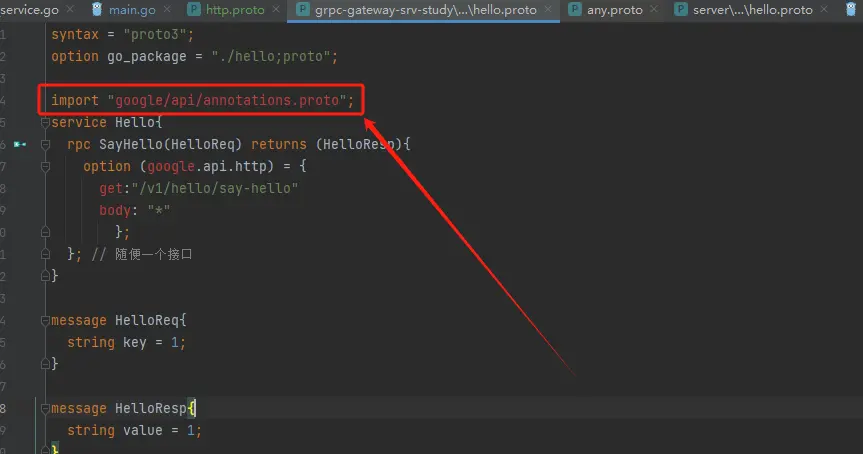 service.go × main.go × http.proto × grpc-gateway-srv-study\...\hello.proto × any.proto × server\...\hello.proto ×
1 syntax = "proto3";
2 option go_package = "./hello;proto";
3
4 import "google/api/annotations.proto";
5 service Hello{
6 rpc SayHello(HelloReq) returns (HelloResp){
7 option (google.api.http) = {
8 get:"/v1/hello/say-hello"
9 body: "*"
0 };
1 }; // 随便一个接口
2 }
3
4 message HelloReq{
5 string key = 1;
6 }
7
8 message HelloResp{
9 string value = 1;
0 }